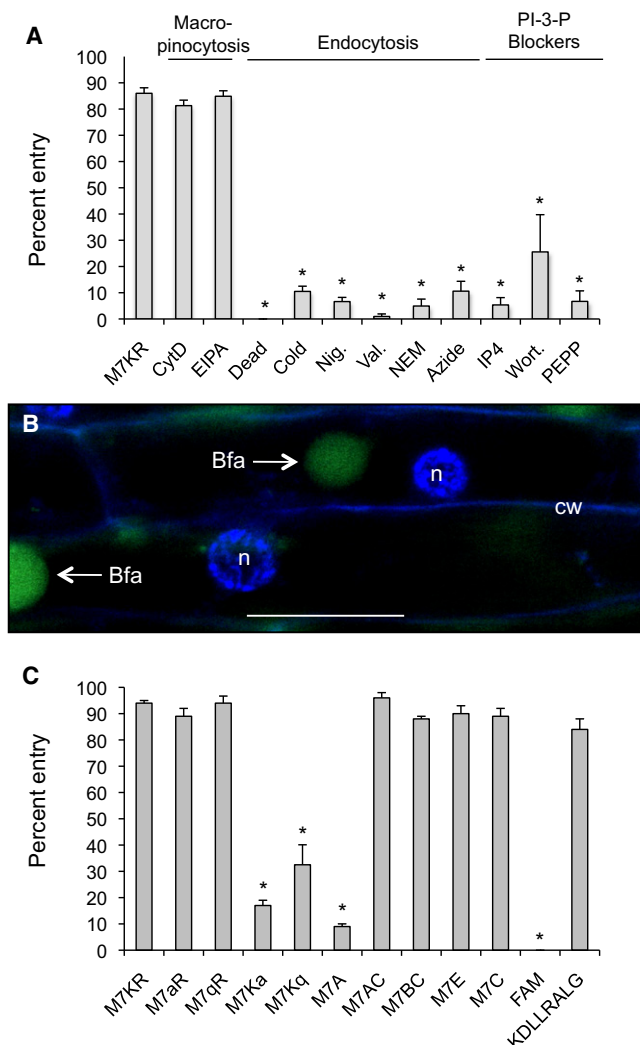 A
Macro-
pinocytosis
Endocytosis
PI-3-P
Blockers
Percent entry
100
90
80
70
60
50
40
30
20
10
0
*
*
*
*
*
*
*
*
*
M7KR
CytD
EIPA
Dead
Cold
Nig.
Val.
NEM
Azide
IP4
Wort.
PEPP
B
Bfa
n
cw
n
Bfa
C
Percent entry
100
90
80
70
60
50
40
30
20
10
0
*
*
*
*
M7KR
M7aR
M7qR
M7Ka
M7Kq
M7A
M7AC
M7BC
M7E
M7C
FAM
KDLLRALG